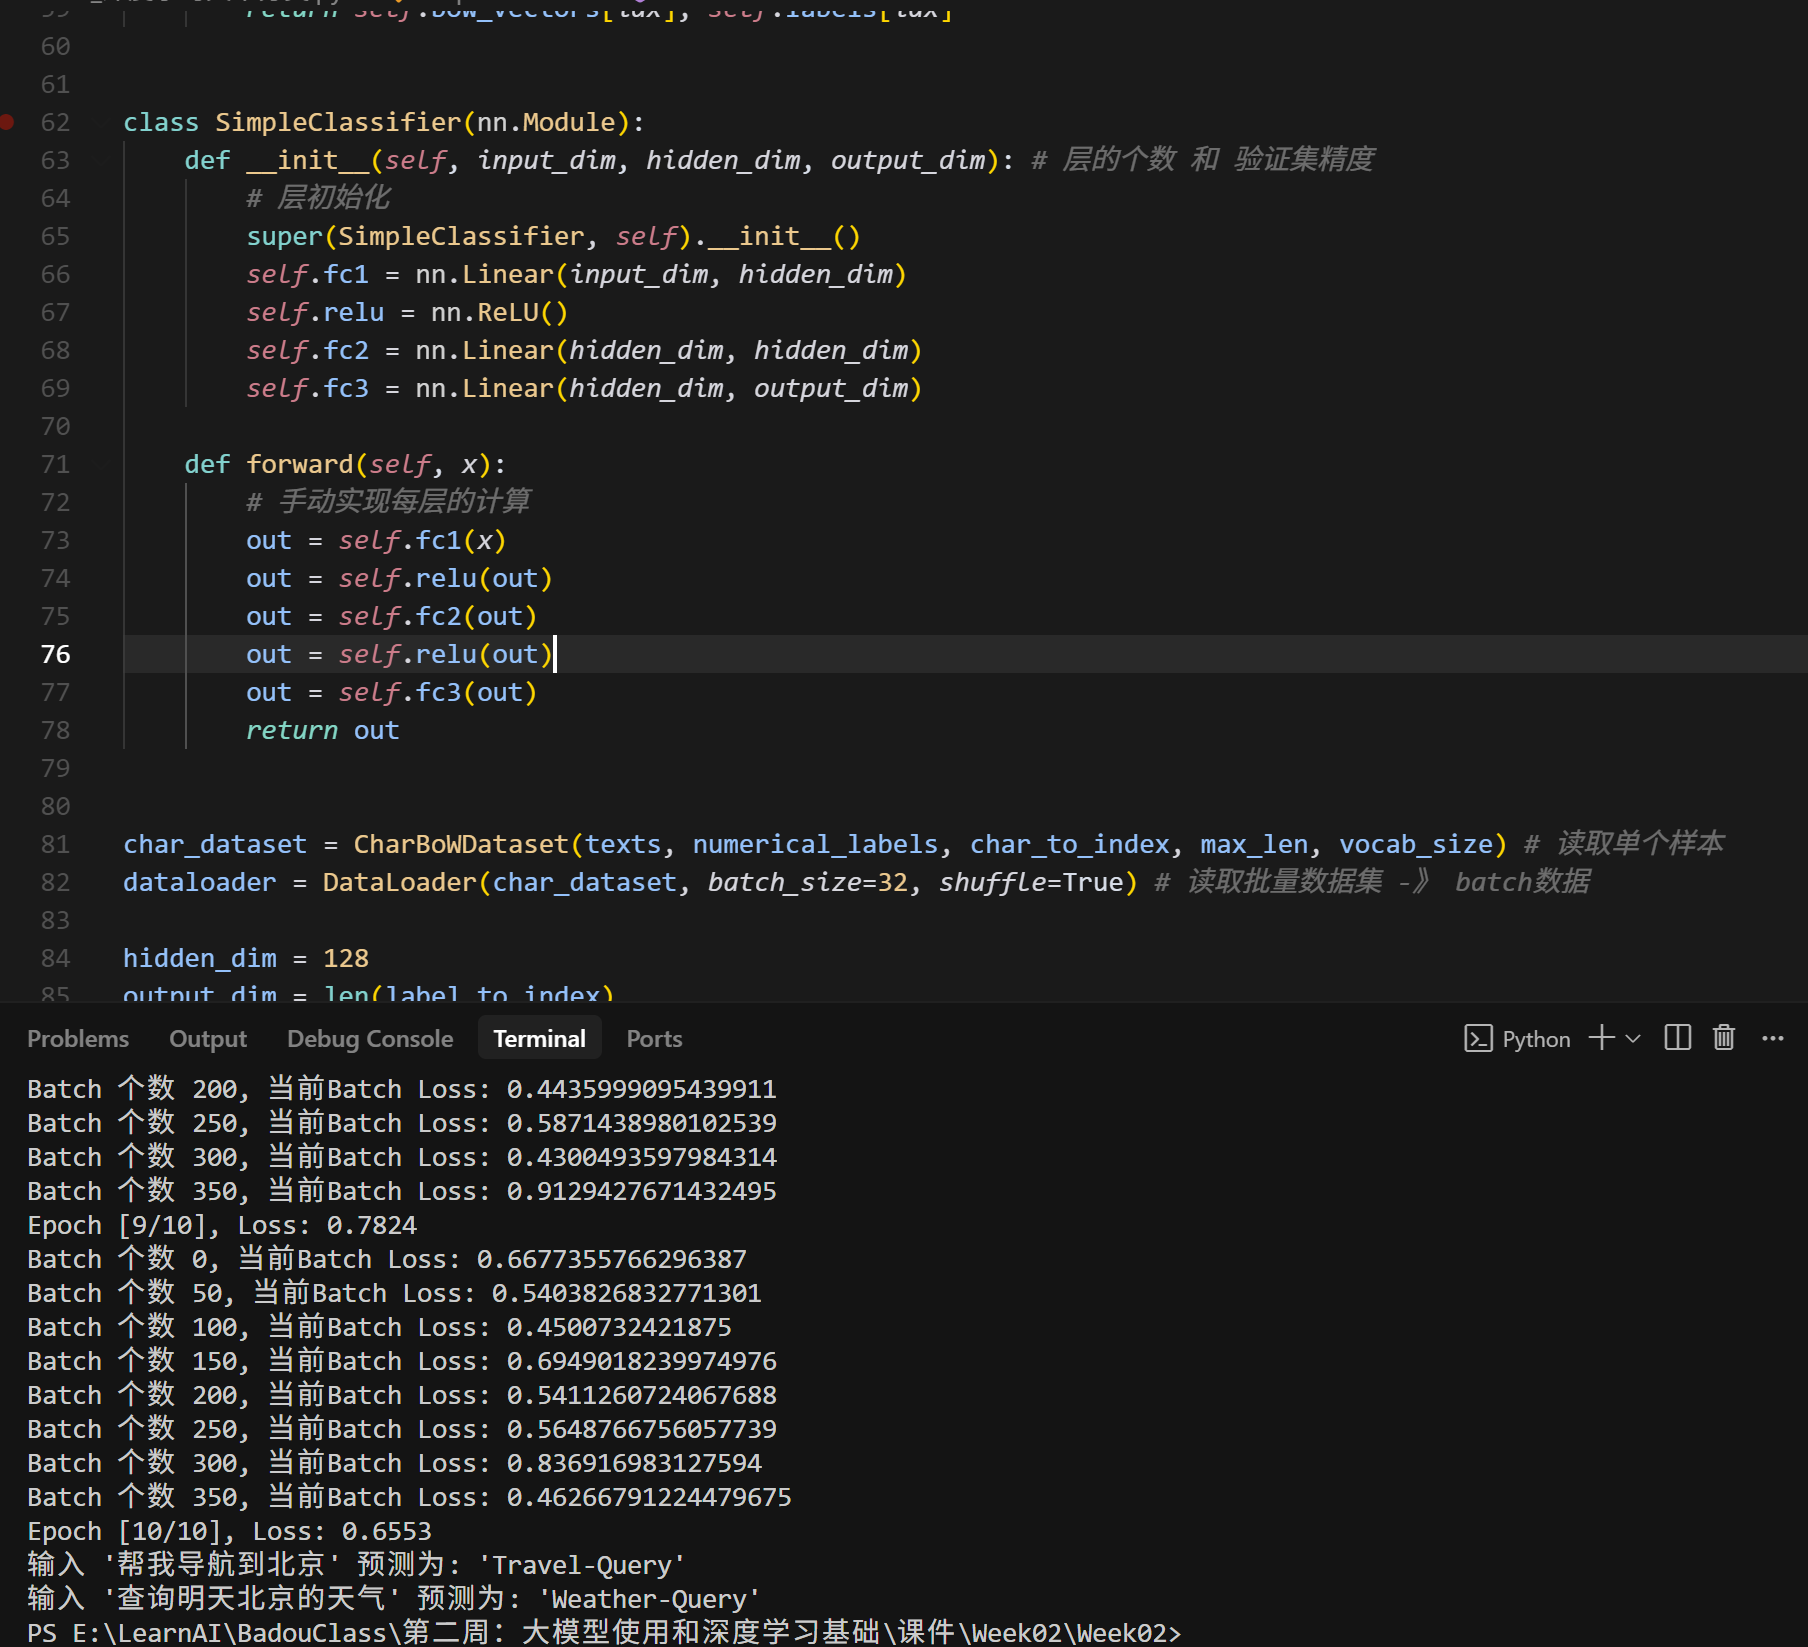 59 return self.bow_vectors[idx], self.labels[idx]
60
61
62 class SimpleClassifier(nn.Module):
63 def __init__(self, input_dim, hidden_dim, output_dim): # 层的个数 和 验证集精度
64 # 层初始化
65 super(SimpleClassifier, self).__init__()
66 self.fc1 = nn.Linear(input_dim, hidden_dim)
67 self.relu = nn.ReLU()
68 self.fc2 = nn.Linear(hidden_dim, hidden_dim)
69 self.fc3 = nn.Linear(hidden_dim, output_dim)
70
71 def forward(self, x):
72 # 手动实现每层的计算
73 out = self.fc1(x)
74 out = self.relu(out)
75 out = self.fc2(out)
76 out = self.relu(out)
77 out = self.fc3(out)
78 return out
79
80
81 char_dataset = CharBoWDataset(texts, numerical_labels, char_to_index, max_len, vocab_size) # 读取单个样本
82 dataloader = DataLoader(char_dataset, batch_size=32, shuffle=True) # 读取批量数据集 -》 batch数据
83
84 hidden_dim = 128
85 output_dim = len(label_to_index)
Problems Output Debug Console Terminal Ports Python
Batch 个数 200, 当前Batch Loss: 0.4435999095439911
Batch 个数 250, 当前Batch Loss: 0.5871438980102539
Batch 个数 300, 当前Batch Loss: 0.4300493597984314
Batch 个数 350, 当前Batch Loss: 0.9129427671432495
Epoch [9/10], Loss: 0.7824
Batch 个数 0, 当前Batch Loss: 0.6677355766296387
Batch 个数 50, 当前Batch Loss: 0.5403826832771301
Batch 个数 100, 当前Batch Loss: 0.4500732421875
Batch 个数 150, 当前Batch Loss: 0.6949018239974976
Batch 个数 200, 当前Batch Loss: 0.5411260724067688
Batch 个数 250, 当前Batch Loss: 0.5648766756057739
Batch 个数 300, 当前Batch Loss: 0.836916983127594
Batch 个数 350, 当前Batch Loss: 0.46266791224479675
Epoch [10/10], Loss: 0.6553
输入 '帮我导航到北京' 预测为: 'Travel-Query'
输入 '查询明天北京的天气' 预测为: 'Weather-Query'
PS E:\LearnAI\BadouClass\第二周：大模型使用和深度学习基础\课件\Week02\Week02>